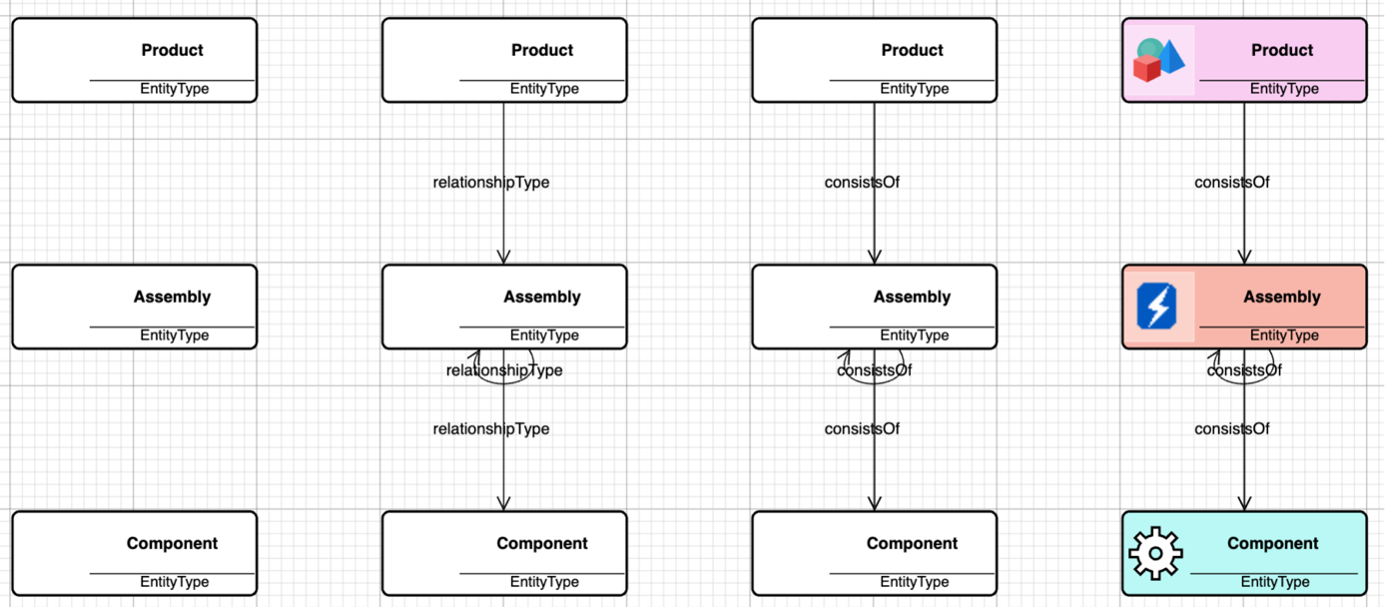 Product Product Product Product
EntityType EntityType EntityType EntityType
relationshipType consistsOf consistsOf
Assembly Assembly Assembly Assembly
EntityType EntityType EntityType EntityType
relationshipType consistsOf consistsOf
relationshipType consistsOf consistsOf
Component Component Component Component
EntityType EntityType EntityType EntityType